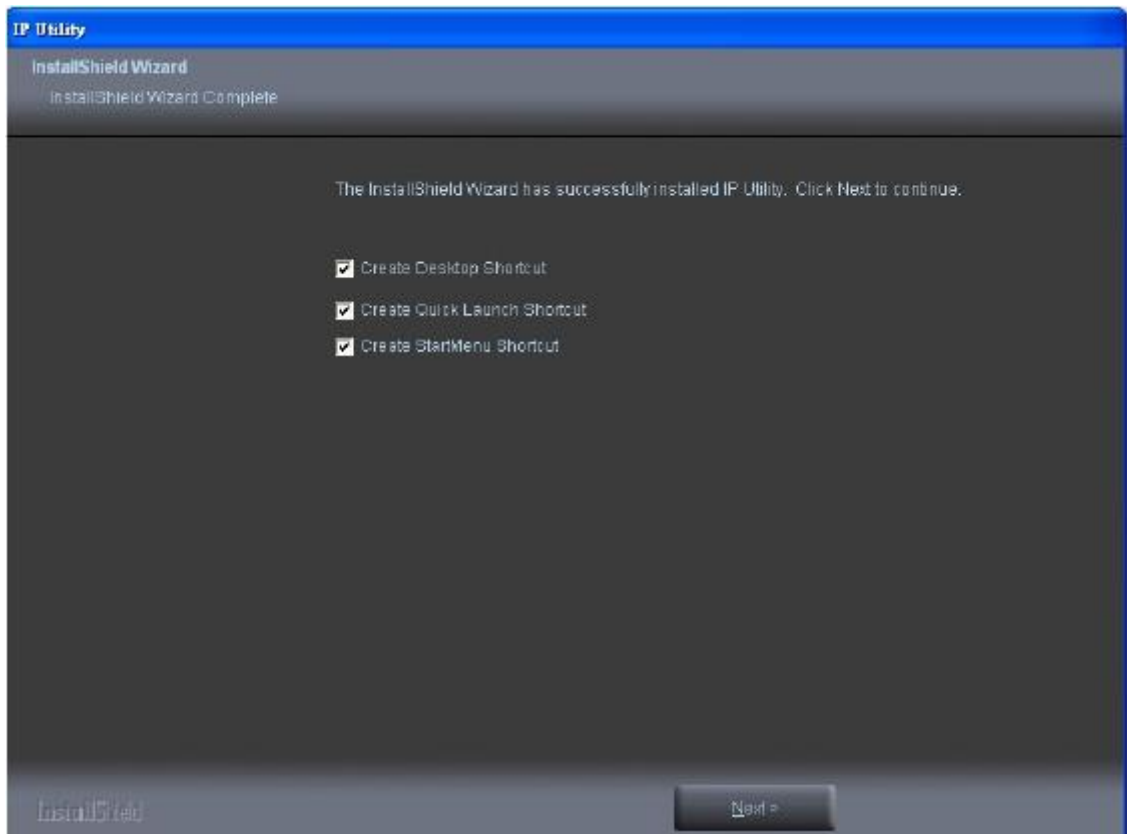 IP Utility
InstallShield Wizard
InstallShield Wizard Complete
The InstallShield Wizard has successfully installed IP Utility. Click Next to continue.
Create Desktop Shortcut
Create Quick Launch Shortcut
Create StartMenu Shortcut
InstallShield
Next >